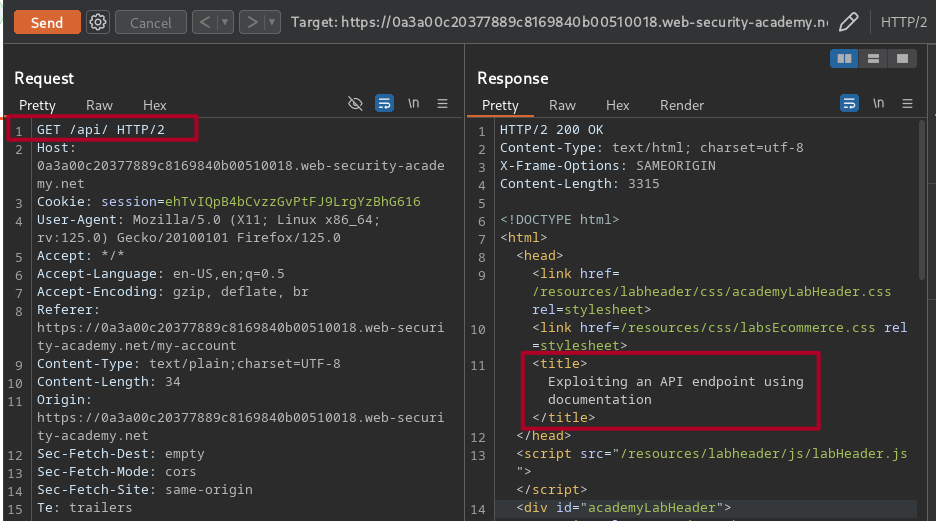 Send
Cancel
<
>
Target: https://0a3a00c20377889c8169840b00510018.web-security-academy.ne
HTTP/2
Request
Pretty Raw Hex
\n
1 GET /api/ HTTP/2
2 Host:
0a3a00c20377889c8169840b00510018.web-security-acade
my.net
3 Cookie: session=ehTvIQpB4bCvzzGvPtFJ9LrgYzBhG616
4 User-Agent: Mozilla/5.0 (X11; Linux x86_64;
rv:125.0) Gecko/20100101 Firefox/125.0
5 Accept: */*
6 Accept-Language: en-US,en;q=0.5
7 Accept-Encoding: gzip, deflate, br
8 Referer:
https://0a3a00c20377889c8169840b00510018.web-securi
ty-academy.net/my-account
9 Content-Type: text/plain;charset=UTF-8
10 Content-Length: 34
11 Origin:
https://0a3a00c20377889c8169840b00510018.web-securi
ty-academy.net
12 Sec-Fetch-Dest: empty
13 Sec-Fetch-Mode: cors
14 Sec-Fetch-Site: same-origin
15 Te: trailers
Response
Pretty Raw Hex Render
\n
1 HTTP/2 200 OK
2 Content-Type: text/html; charset=utf-8
3 X-Frame-Options: SAMEORIGIN
4 Content-Length: 3315
5
6 <!DOCTYPE html>
7 <html>
8 <head>
9 <link href=
/resources/labheader/css/academyLabHeader.css
rel=stylesheet>
10 <link href=/resources/css/labsEcommerce.css rel
=stylesheet>
11 <title>
Exploiting an API endpoint using
documentation
</title>
12 </head>
13 <script src="/resources/labheader/js/labHeader.js
">
</script>
14 <div id="academyLabHeader">